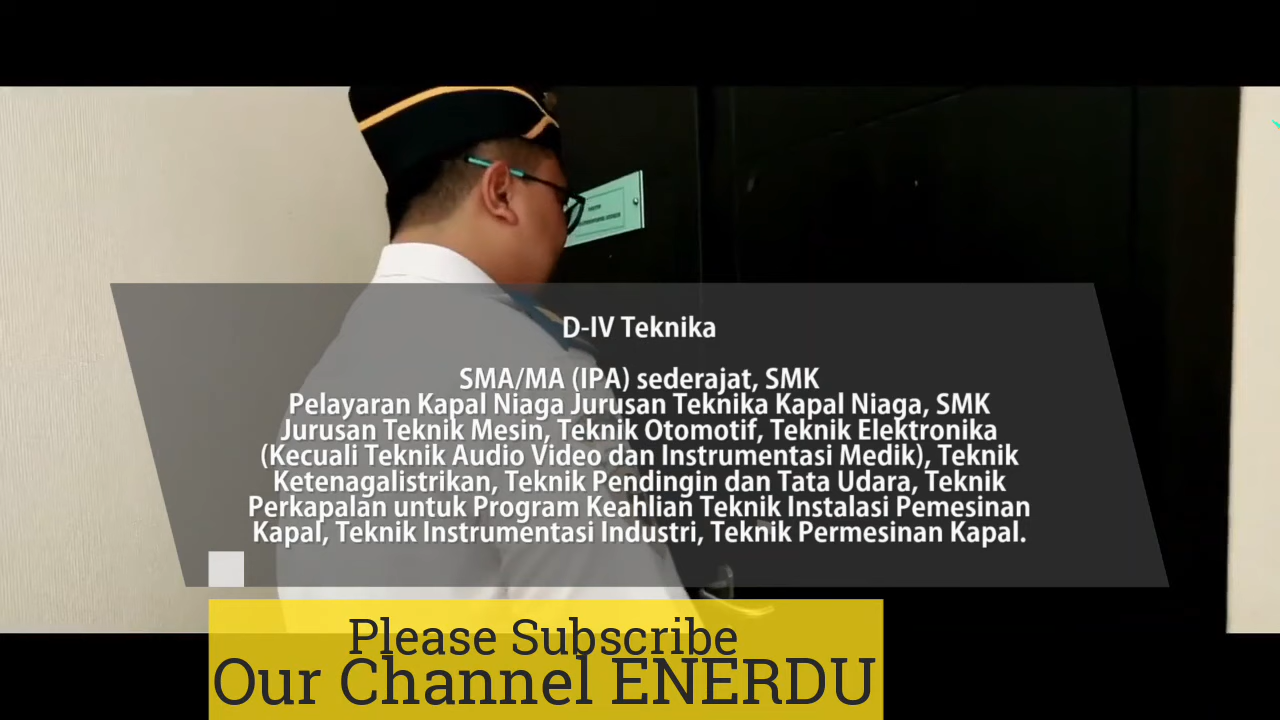 D-IV Teknika
SMA/MA (IPA) sederajat, SMK
Pelayaran Kapal Niaga Jurusan Teknika Kapal Niaga, SMK
Jurusan Teknik Mesin, Teknik Otomotif, Teknik Elektronika
(Kecuali Teknik Audio Video dan Instrumentasi Medik), Teknik
Ketenagalistrikan, Teknik Pendingin dan Tata Udara, Teknik
Perkapalan untuk Program Keahlian Teknik Instalasi Pemesinan
Kapal, Teknik Instrumentasi Industri, Teknik Permesinan Kapal.
Please Subscribe
Our Channel ENERDU